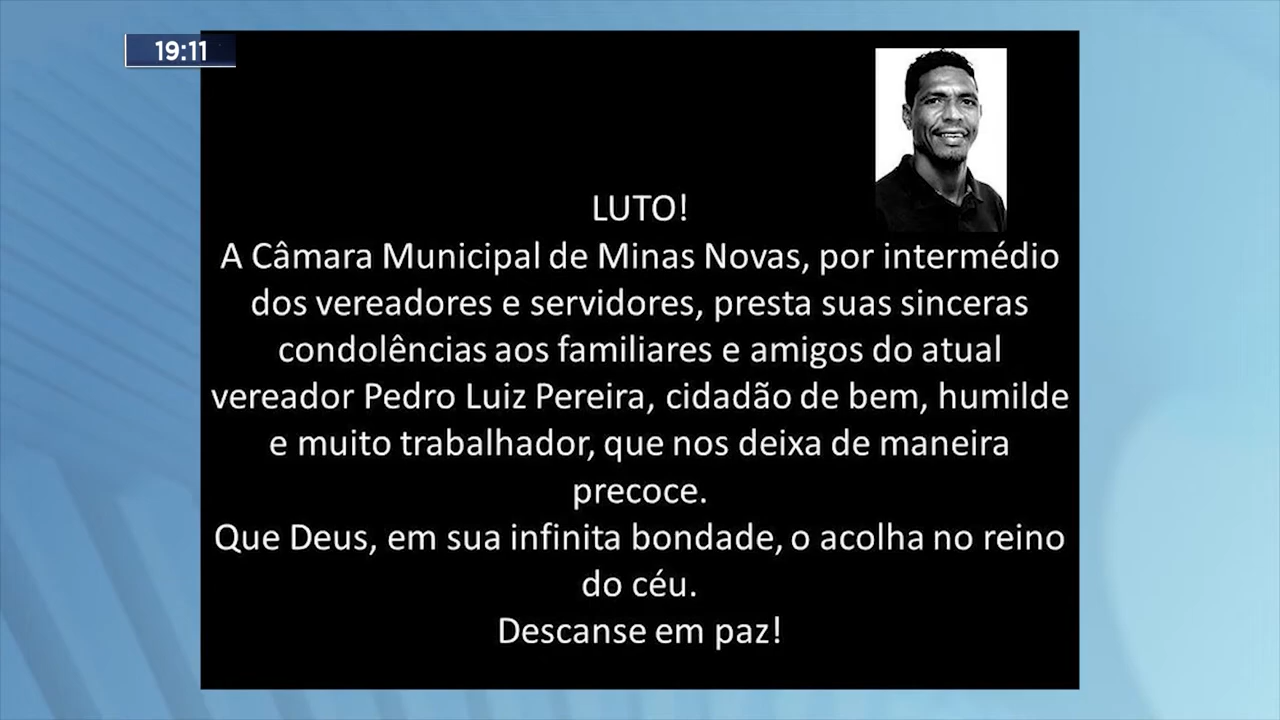 19:11
LUTO!
A Câmara Municipal de Minas Novas, por intermédio
dos vereadores e servidores, presta suas sinceras
condolências aos familiares e amigos do atual
vereador Pedro Luiz Pereira, cidadão de bem, humilde
e muito trabalhador, que nos deixa de maneira
precoce.
Que Deus, em sua infinita bondade, o acolha no reino
do céu.
Descanse em paz!